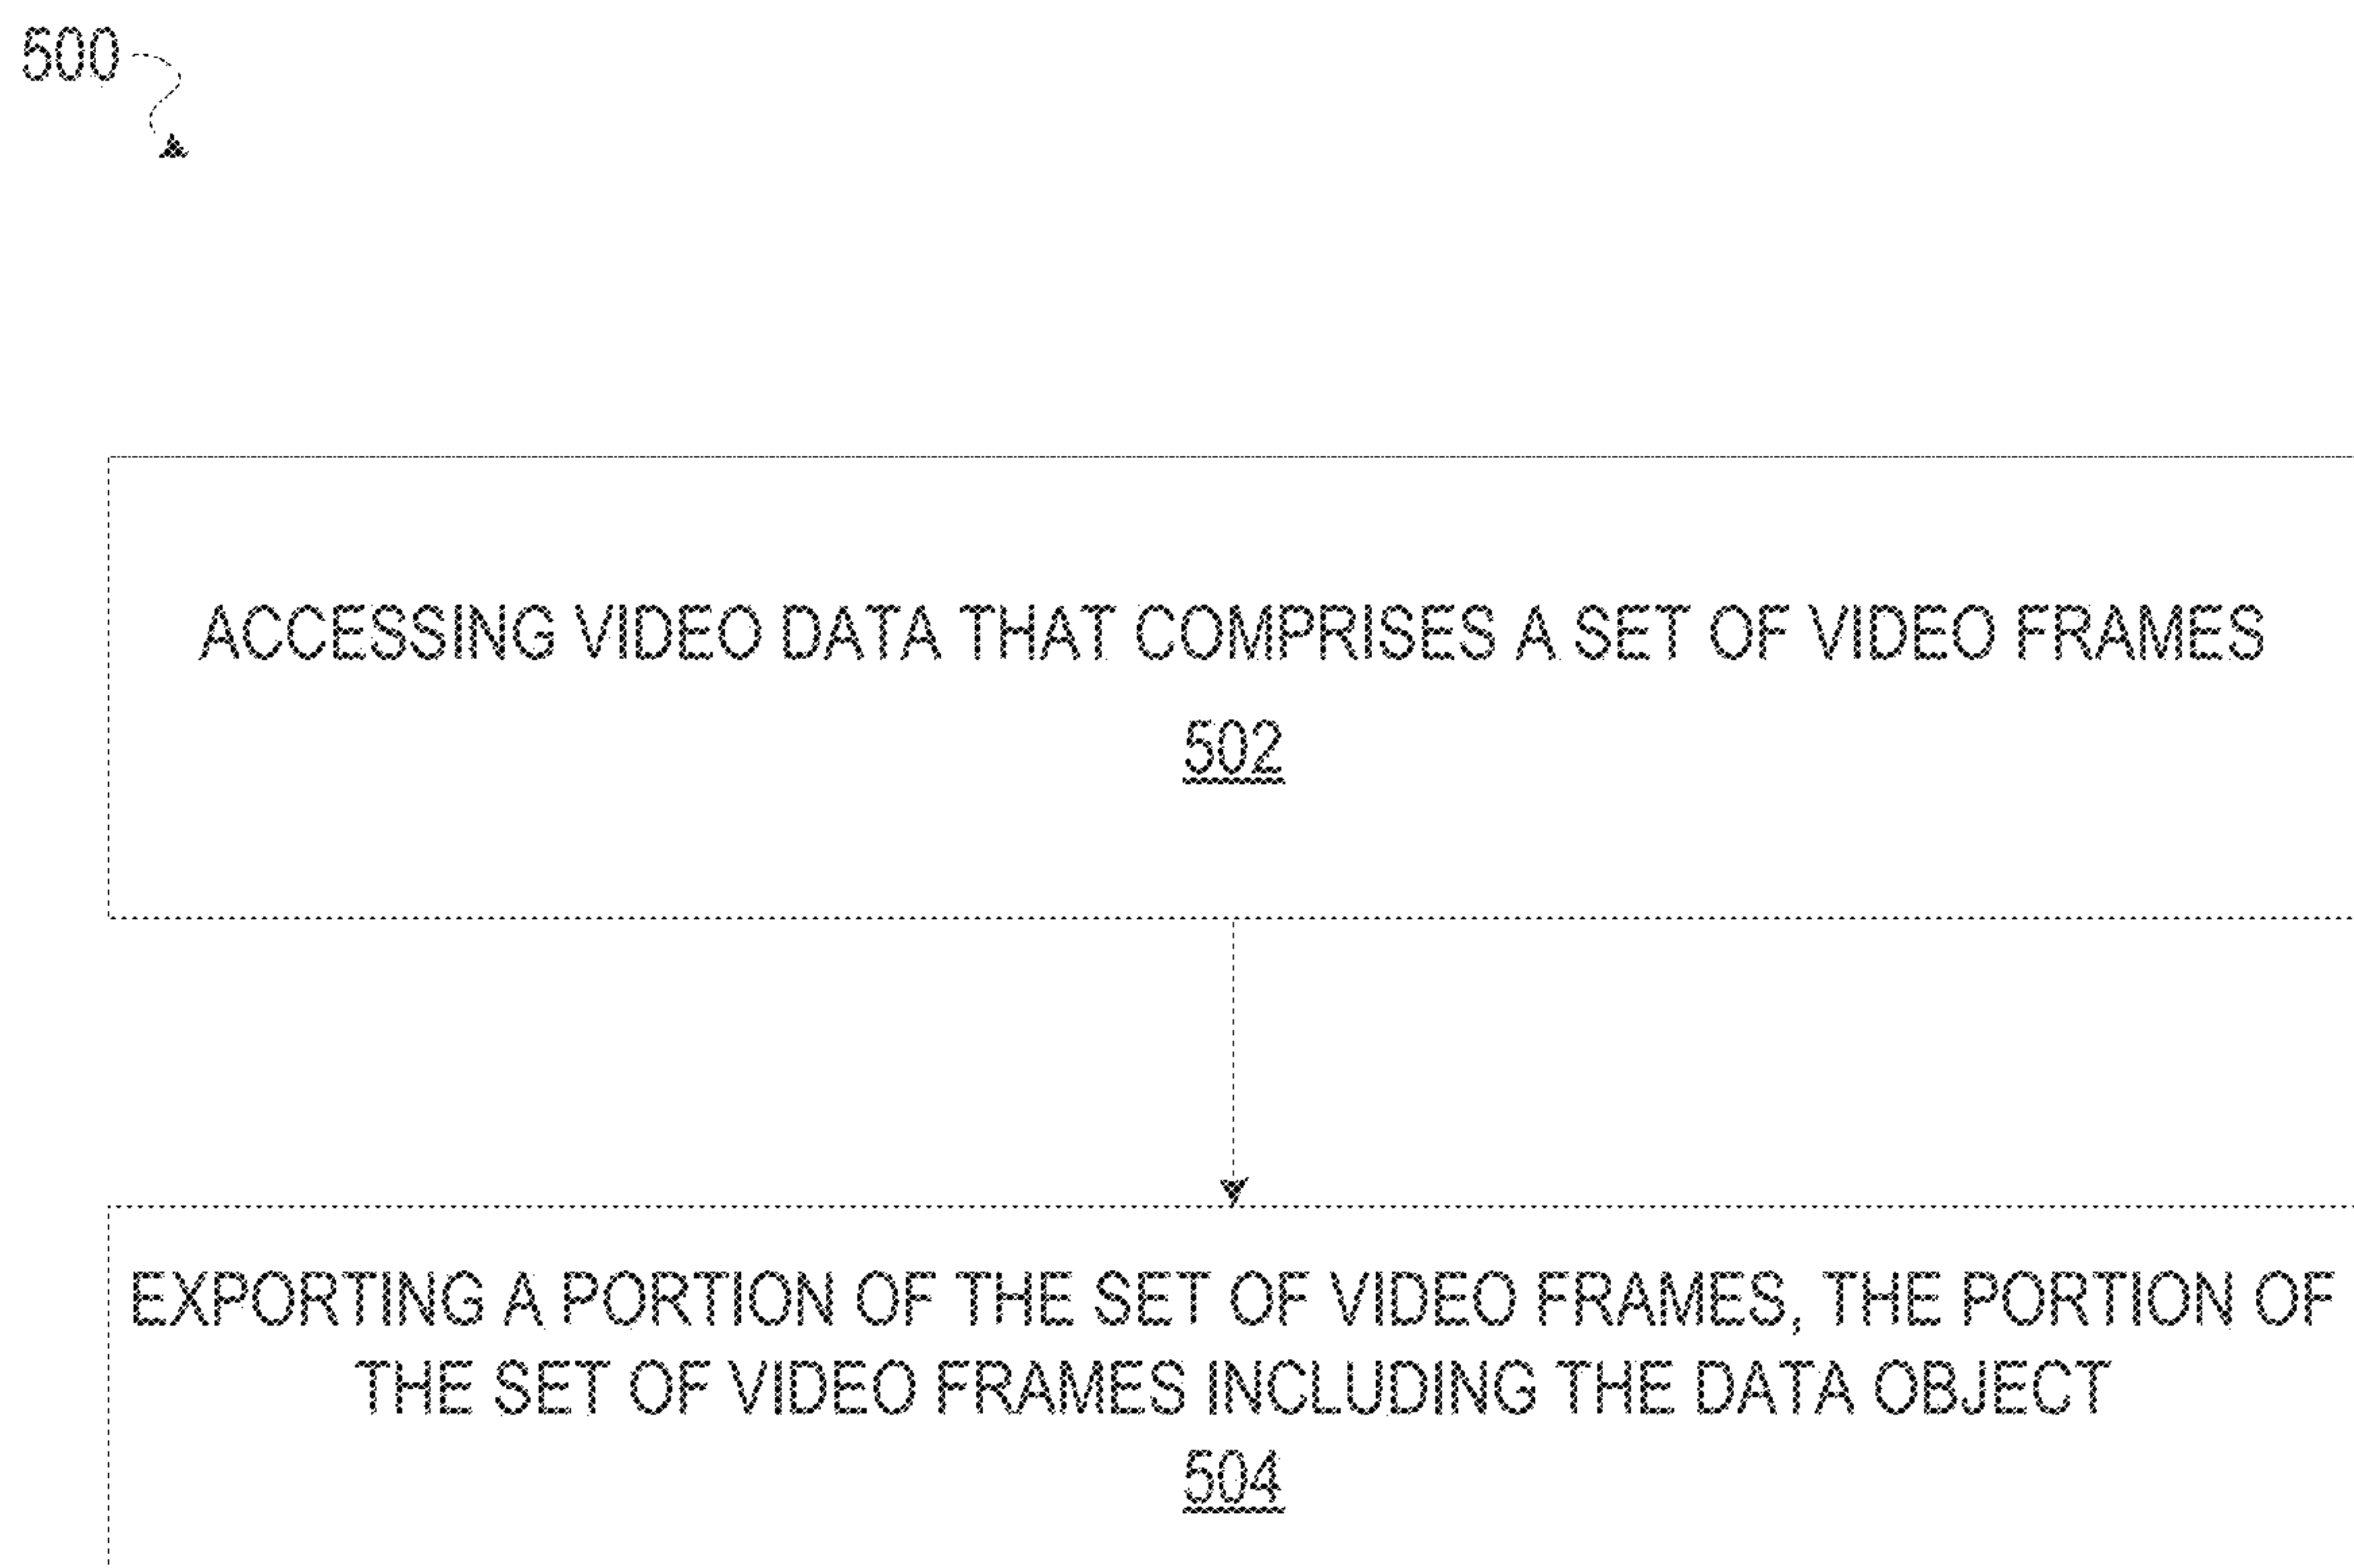 500
ACCESSING VIDEO DATA THAT COMPRISES A SET OF VIDEO FRAMES
502
EXPORTING A PORTION OF THE SET OF VIDEO FRAMES, THE PORTION OF
THE SET OF VIDEO FRAMES INCLUDING THE DATA OBJECT
504